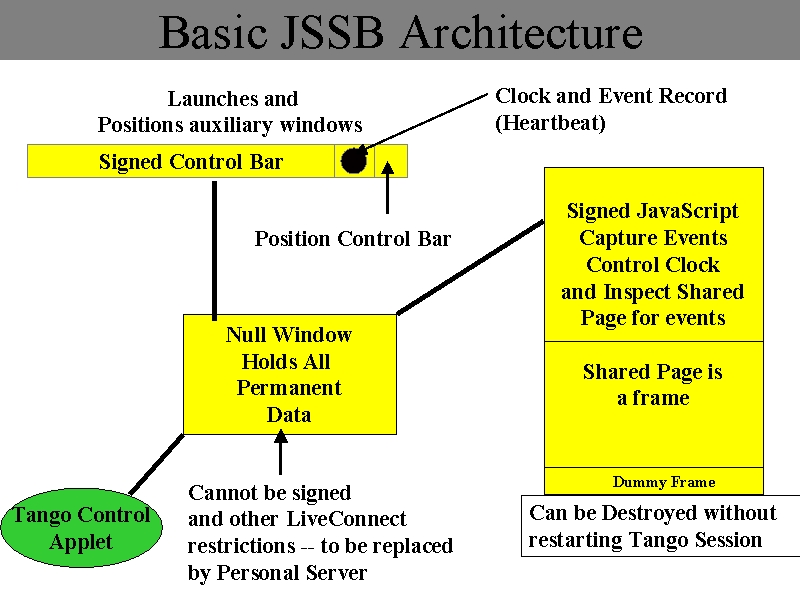 Basic JSSB Architecture
Launches and
Positions auxiliary windows
Clock and Event Record
(Heartbeat)
Signed Control Bar
Position Control Bar
Signed JavaScript
Capture Events
Control Clock
and Inspect Shared
Page for events
Null Window
Holds All
Permanent
Data
Shared Page is
a frame
Dummy Frame
Tango Control
Applet
Cannot be signed
and other LiveConnect
restrictions -- to be replaced
by Personal Server
Can be Destroyed without
restarting Tango Session